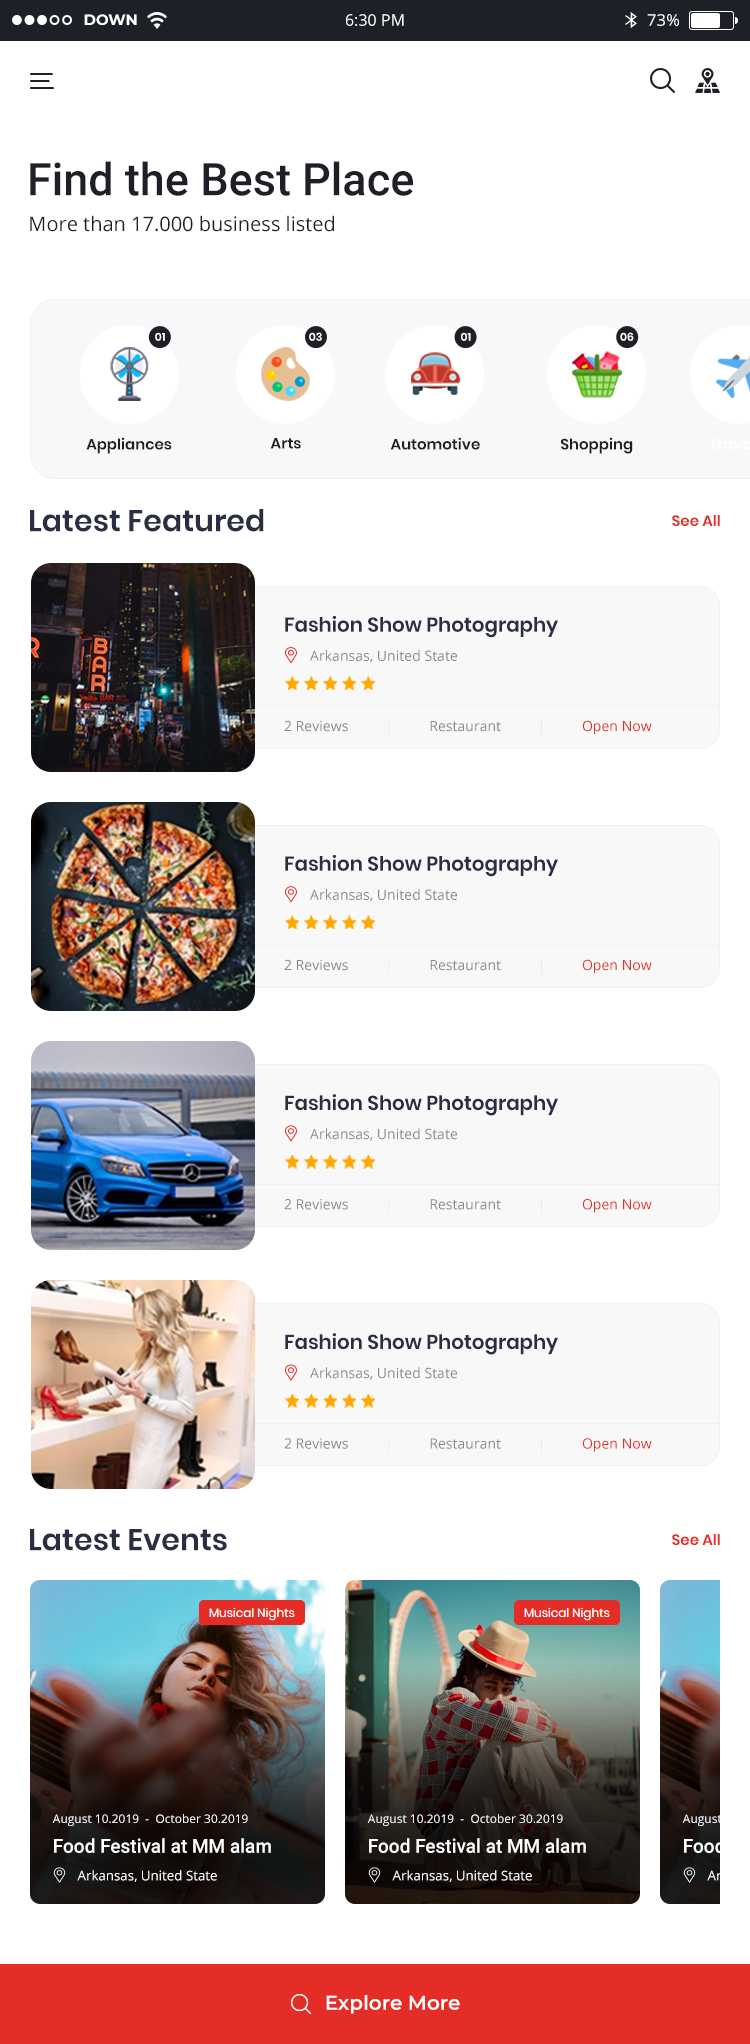 DOWN 6:30 PM 73%
Find the Best Place
More than 17.000 business listed
01 03 01 06
Appliances Arts Automotive Shopping
Latest Featured See All
BAR
BAR
Fashion Show Photography
Arkansas, United State
2 Reviews Restaurant Open Now
Fashion Show Photography
Arkansas, United State
2 Reviews Restaurant Open Now
Fashion Show Photography
Arkansas, United State
2 Reviews Restaurant Open Now
Fashion Show Photography
Arkansas, United State
2 Reviews Restaurant Open Now
Latest Events See All
Musical Nights
August 10.2019 - October 30.2019
Food Festival at MM alam
Arkansas, United State
Musical Nights
August 10.2019 - October 30.2019
Food Festival at MM alam
Arkansas, United State
August
Food
Ar
Explore More